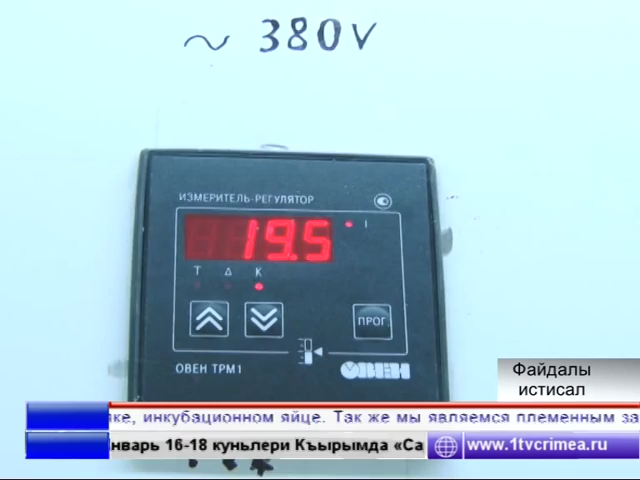 ~ 380V
ИЗМЕРИТЕЛЬ-РЕГУЛЯТОР
19.5
I
Т Δ К
ПРОГ.
ОВЕН ТРМ1
ОВЕН
Файдалы
истисал
ке, инкубационном яйце. Так же мы являемся племенным за
нварь 16-18 куньлери Къырымда «Са
www.1tvcrimea.ru